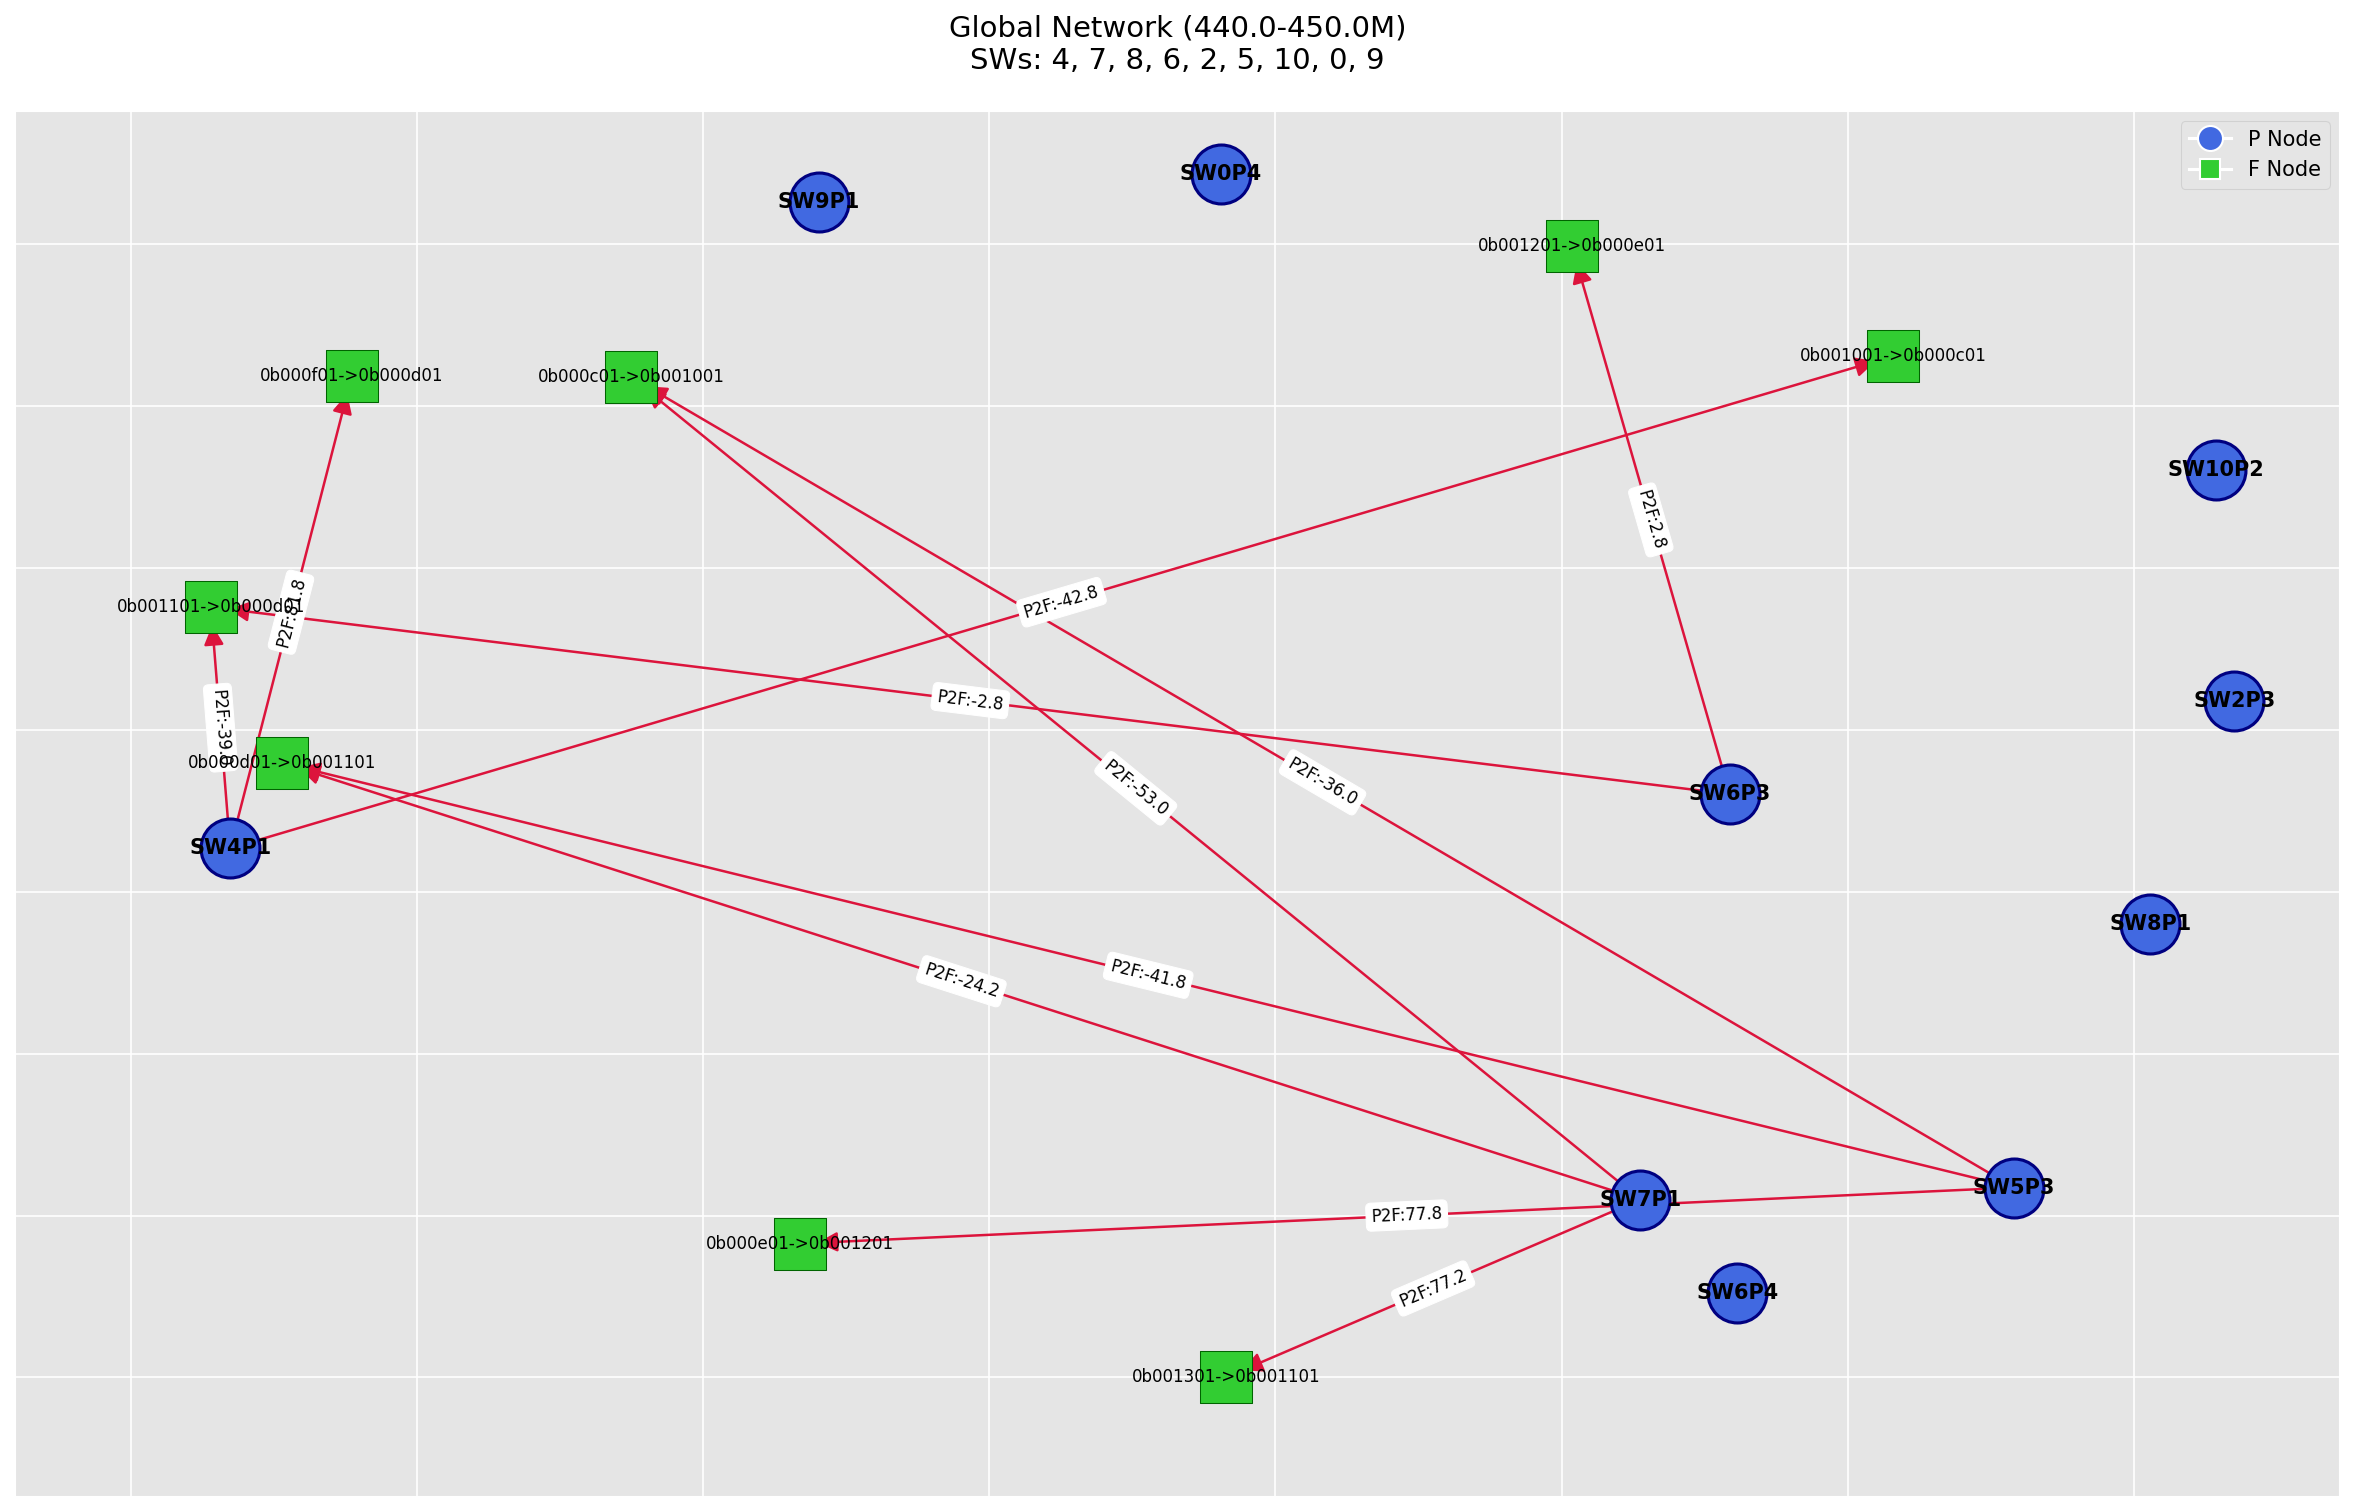 Global Network (440.0-450.0M)
SWs: 4, 7, 8, 6, 2, 5, 10, 0, 9
P Node
F Node
SW0P4
SW9P1
0b001201->0b000e01
0b001001->0b000c01
0b000f01->0b000d01
0b000c01->0b001001
SW10P2
P2F:2.8
P2F:-42.8
0b001101->0b000d01
P2F:81.8
P2F:-2.8
SW2P3
P2F:-39.0
0b000d01->0b001101
P2F:-53.0
P2F:-36.0
SW6P3
SW4P1
SW8P1
P2F:-24.2
P2F:-41.8
SW5P3
SW7P1
P2F:77.8
0b000e01->0b001201
P2F:77.2
SW6P4
0b001301->0b001101